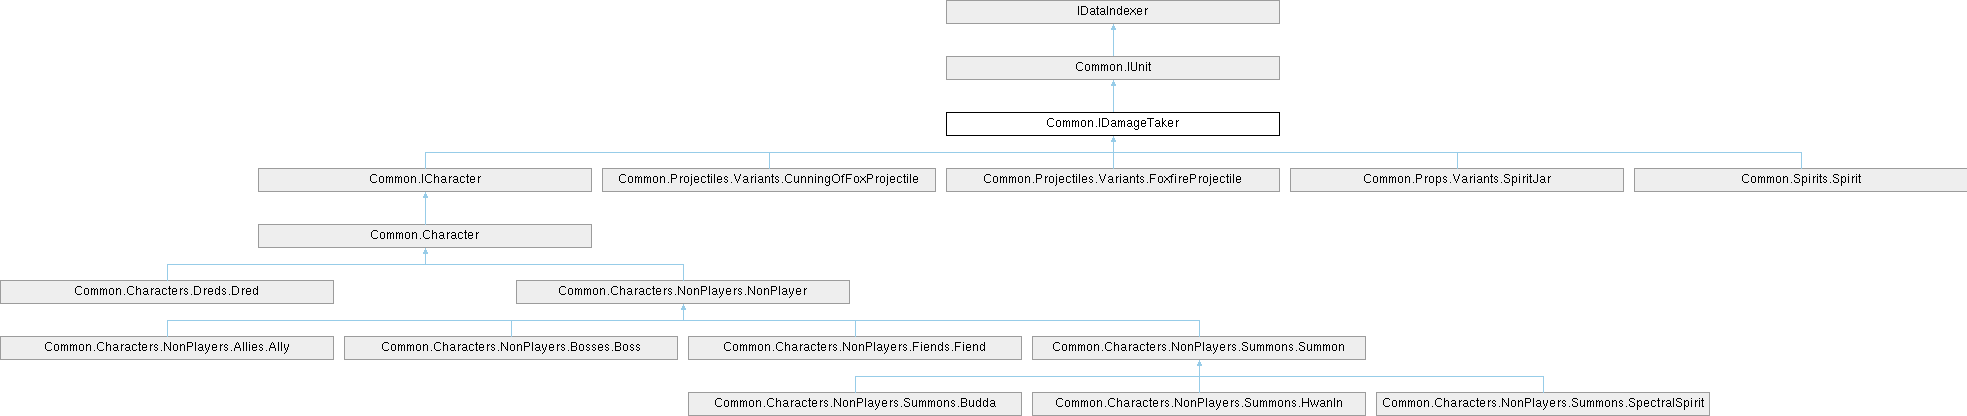 IDataIndexer
Common.IUnit
Common.IDamageTaker
Common.ICharacter
Common.Projectiles.Variants.CunningOfFoxProjectile
Common.Projectiles.Variants.FoxfireProjectile
Common.Props.Variants.SpiritJar
Common.Spirits.Spirit
Common.Character
Common.Characters.Dreds.Dred
Common.Characters.NonPlayers.NonPlayer
Common.Characters.NonPlayers.Allies.Ally
Common.Characters.NonPlayers.Bosses.Boss
Common.Characters.NonPlayers.Fiends.Fiend
Common.Characters.NonPlayers.Summons.Summon
Common.Characters.NonPlayers.Summons.Budda
Common.Characters.NonPlayers.Summons.HwanIn
Common.Characters.NonPlayers.Summons.SpectralSpirit